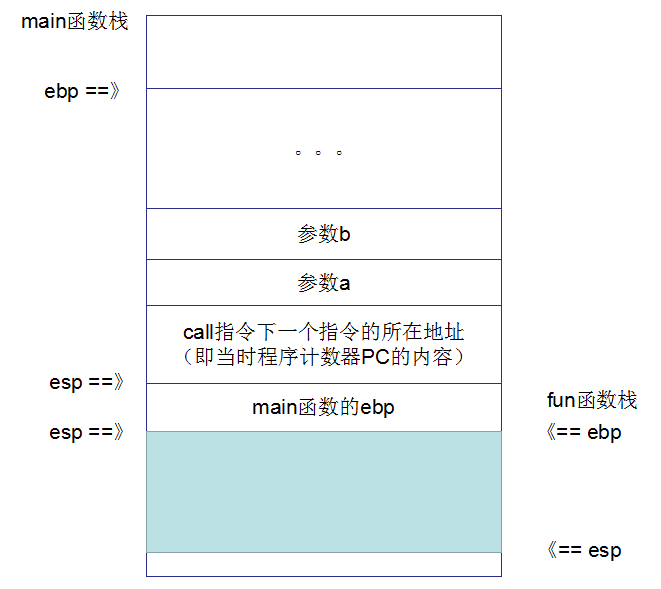 main函数栈
ebp ==》
。。。
参数b
参数a
call指令下一个指令的所在地址
（即当时程序计数器PC的内容）
esp ==》
main函数的ebp
fun函数栈
esp ==》
《== ebp
《== esp